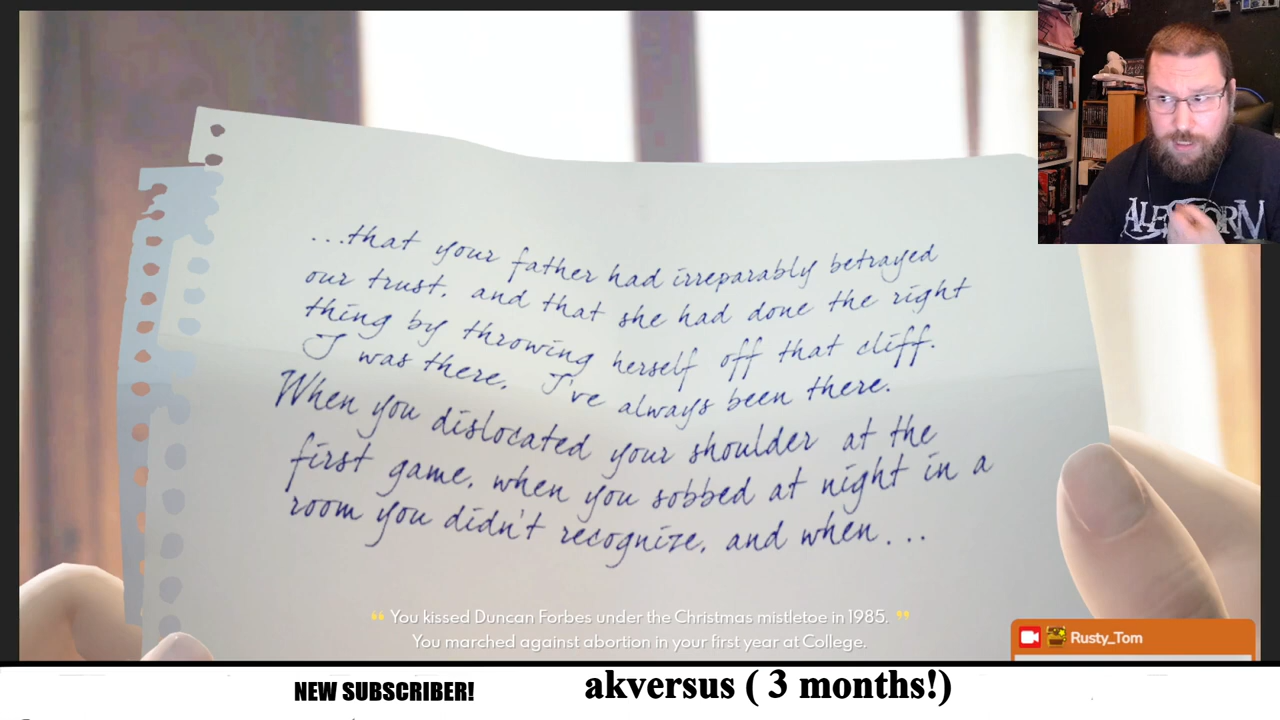 ...that your father had irreparably betrayed
our trust, and that she had done the right
thing by throwing herself off that cliff.
I was there, I've always been there.
When you dislocated your shoulder at the
first game, when you sobbed at night in a
room you didn't recognize, and when...
“ You kissed Duncan Forbes under the Christmas mistletoe in 1985. ”
You marched against abortion in your first year at College.
Rusty_Tom
NEW SUBSCRIBER!
akversus ( 3 months!)